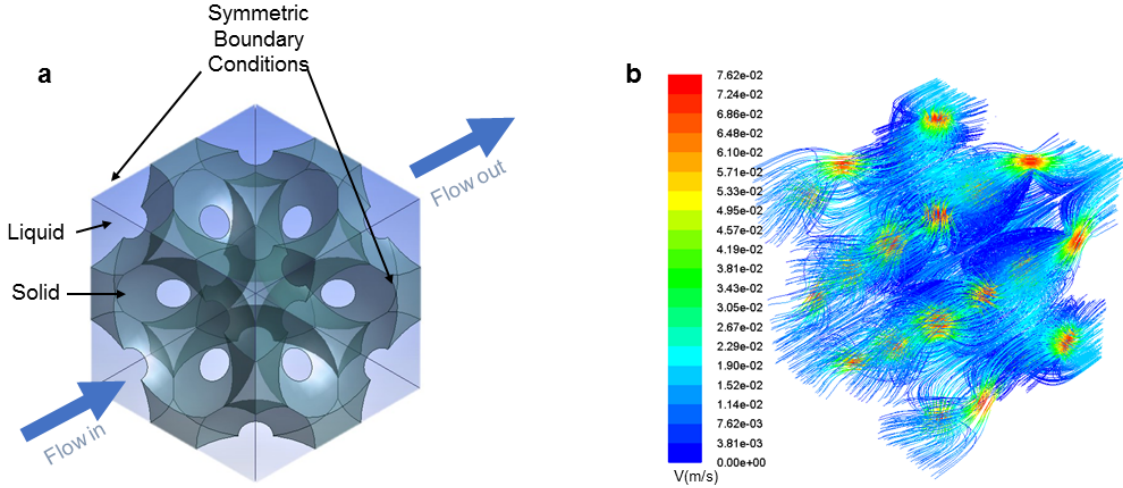 Symmetric
Boundary
Conditions
a
Flow out
Liquid
Solid
Flow in
b
7.62e-02
7.24e-02
6.86e-02
6.48e-02
6.10e-02
5.71e-02
5.33e-02
4.95e-02
4.57e-02
4.19e-02
3.81e-02
3.43e-02
3.05e-02
2.67e-02
2.29e-02
1.90e-02
1.52e-02
1.14e-02
7.62e-03
3.81e-03
0.00e+00
V(m/s)